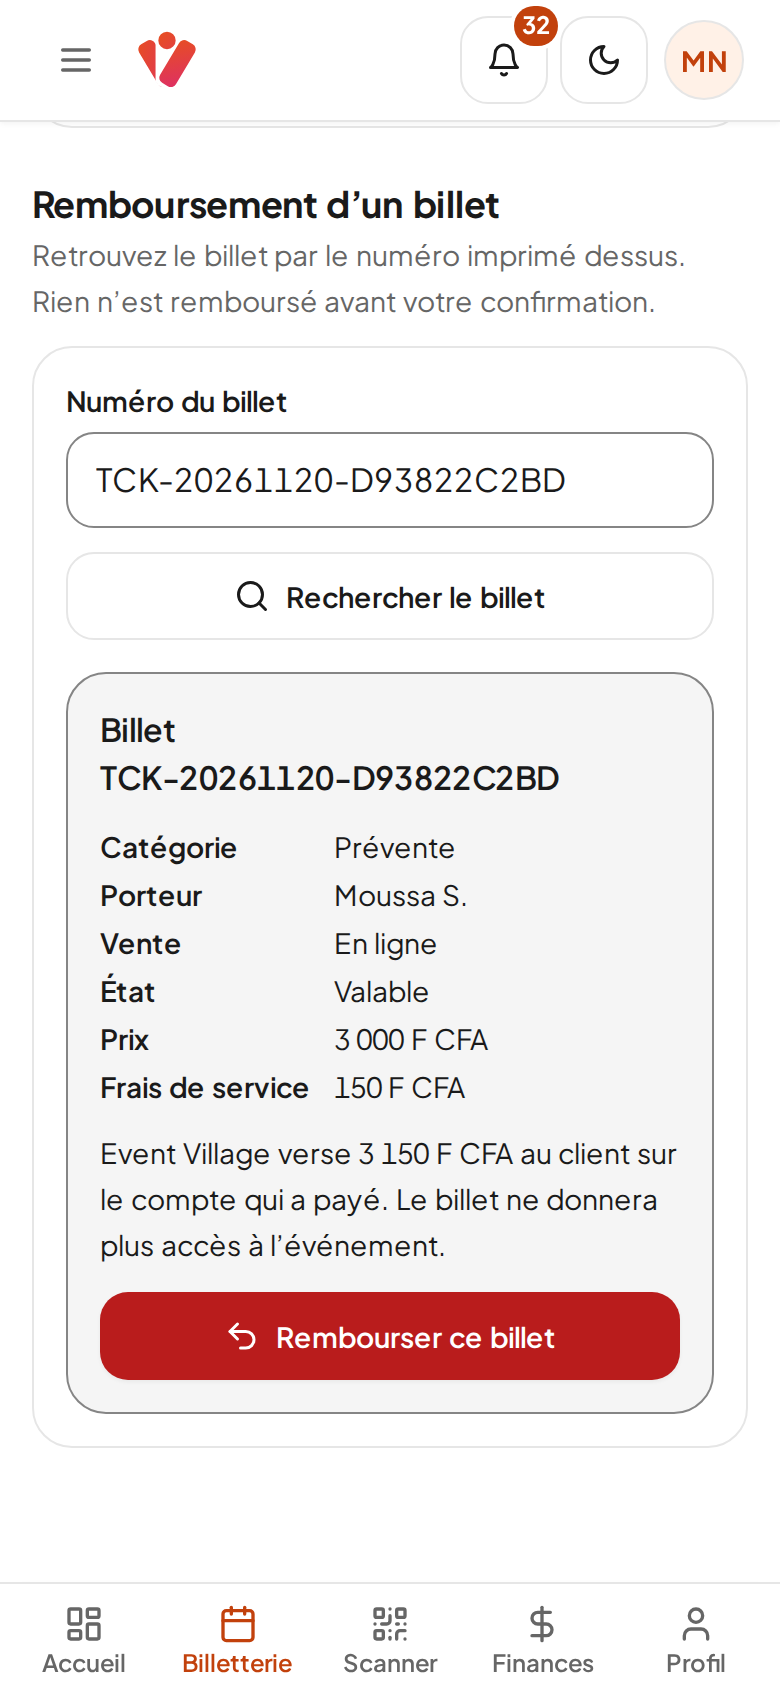 32
MN
Remboursement d’un billet
Retrouvez le billet par le numéro imprimé dessus.
Rien n’est remboursé avant votre confirmation.
Numéro du billet
TCK-20261120-D93822C2BD
Rechercher le billet
Billet
TCK-20261120-D93822C2BD
Catégorie Prévente
Porteur Moussa S.
Vente En ligne
État Valable
Prix 3 000 F CFA
Frais de service 150 F CFA
Event Village verse 3 150 F CFA au client sur
le compte qui a payé. Le billet ne donnera
plus accès à l’événement.
Rembourser ce billet
Accueil Billetterie Scanner Finances Profil